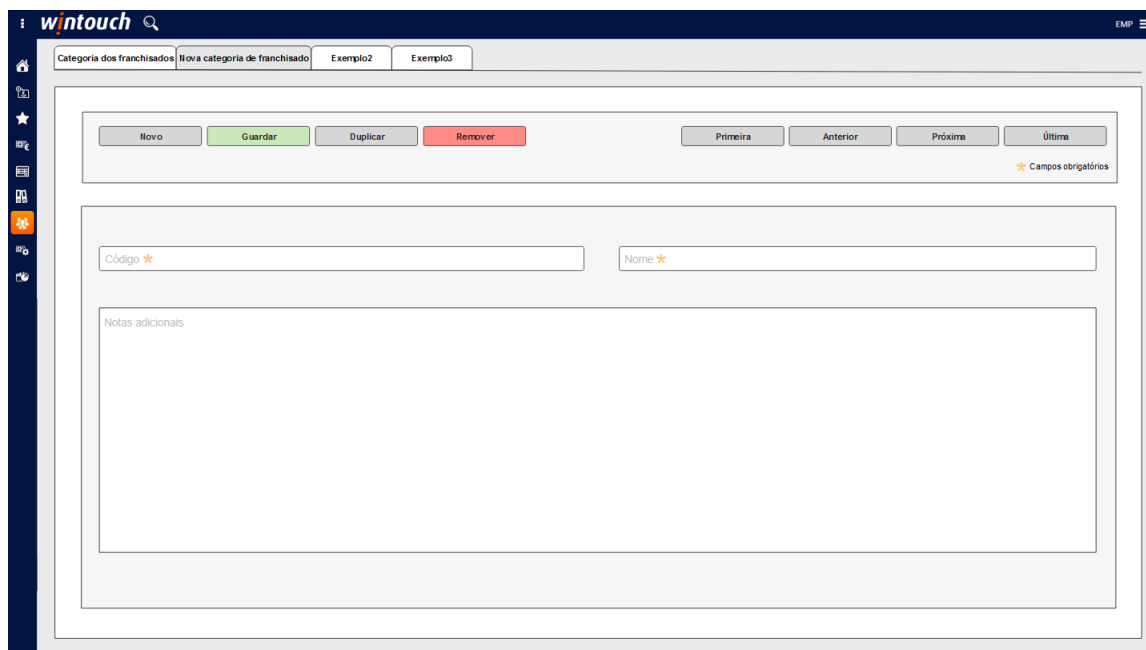 wintouch
EMP
Categoria dos franchisados Nova categoria de franchisado Exemplo2 Exemplo3
Novo Guardar Duplicar Remover Primeira Anterior Próxima Última
* Campos obrigatórios
Código * Nome *
Notas adicionais